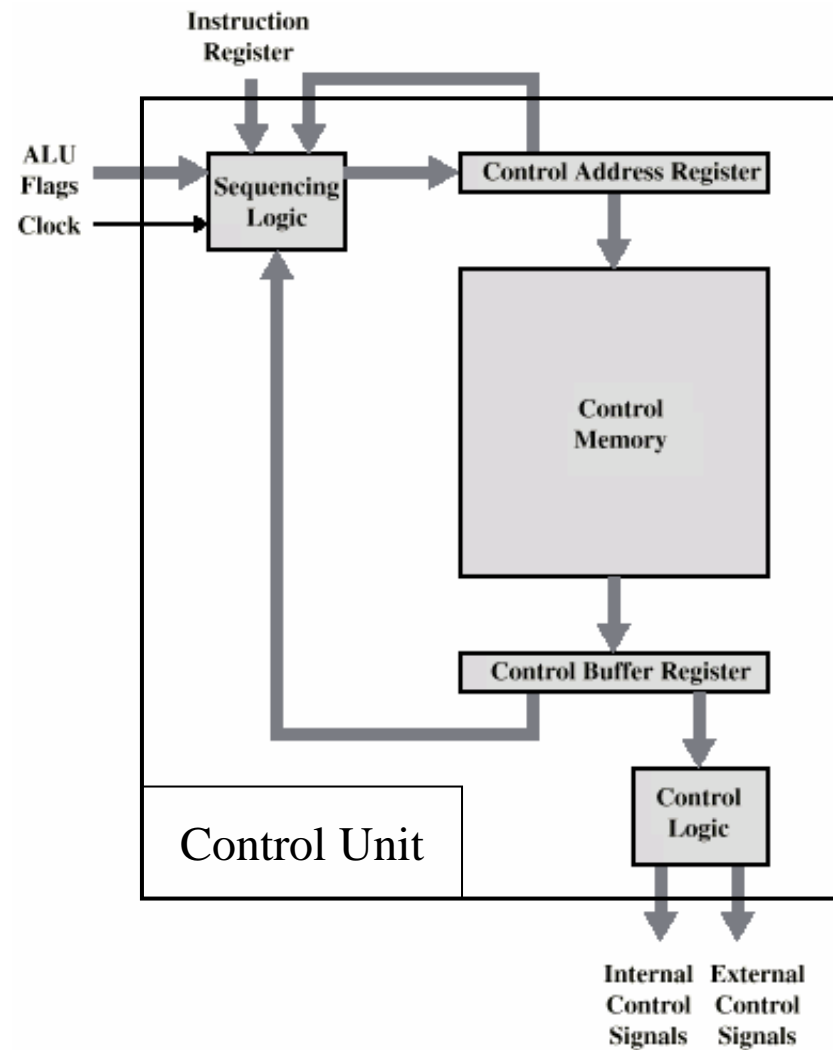 Instruction
Register
ALU
Flags
Clock
Sequencing
Logic
Control Address Register
Control
Memory
Control Buffer Register
Control
Logic
Control Unit
Internal
Control
Signals
External
Control
Signals